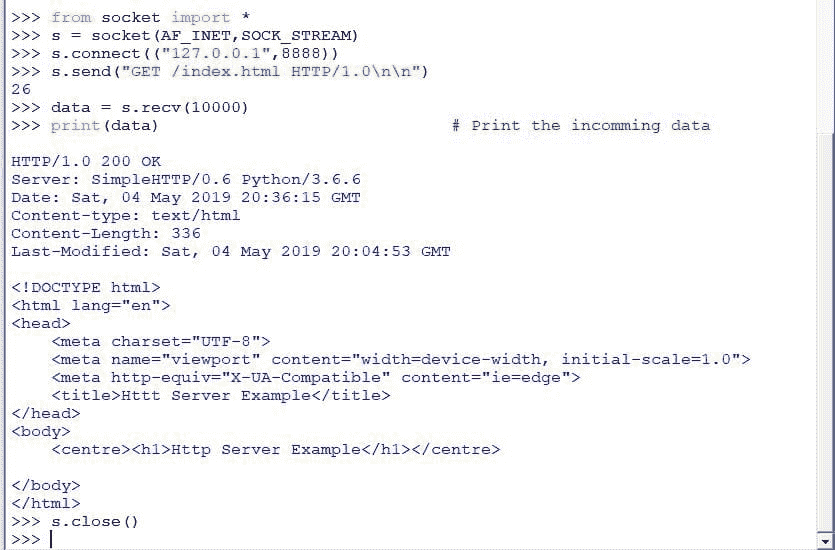 >>> from socket import *
>>> s = socket(AF_INET,SOCK_STREAM)
>>> s.connect(("127.0.0.1",8888))
>>> s.send("GET /index.html HTTP/1.0\n\n")
26
>>> data = s.recv(10000)
>>> print(data) # Print the incomming data
HTTP/1.0 200 OK
Server: SimpleHTTP/0.6 Python/3.6.6
Date: Sat, 04 May 2019 20:36:15 GMT
Content-type: text/html
Content-Length: 336
Last-Modified: Sat, 04 May 2019 20:04:53 GMT
<!DOCTYPE html>
<html lang="en">
<head>
<meta charset="UTF-8">
<meta name="viewport" content="width=device-width, initial-scale=1.0">
<meta http-equiv="X-UA-Compatible" content="ie=edge">
<title>Httt Server Example</title>
</head>
<body>
<centre><h1>Http Server Example</h1></centre>
</body>
</html>
>>> s.close()
>>>